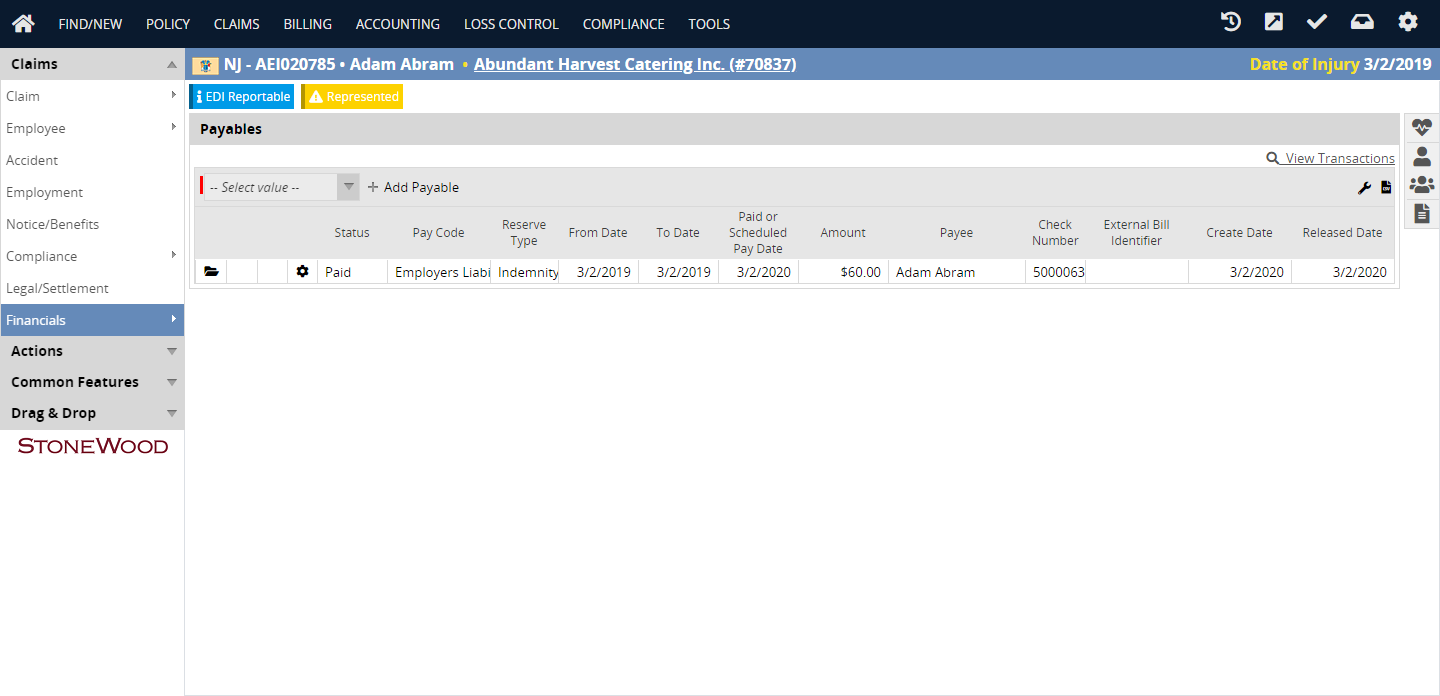 FIND/NEW POLICY CLAIMS BILLING ACCOUNTING LOSS CONTROL COMPLIANCE TOOLS
Claims
Claim
Employee
Accident
Employment
Notice/Benefits
Compliance
Legal/Settlement
Financials
Actions
Common Features
Drag & Drop
STONEWOOD
NJ - AEI020785 • Adam Abram • Abundant Harvest Catering Inc. (#70837) Date of Injury 3/2/2019
EDI Reportable Represented
Payables
View Transactions
-- Select value -- Add Payable
Status Pay Code Reserve Type From Date To Date Paid or Scheduled Pay Date Amount Payee Check Number External Bill Identifier Create Date Released Date
Paid Employers Liabi Indemnity 3/2/2019 3/2/2019 3/2/2020 $60.00 Adam Abram 5000063 3/2/2020 3/2/2020